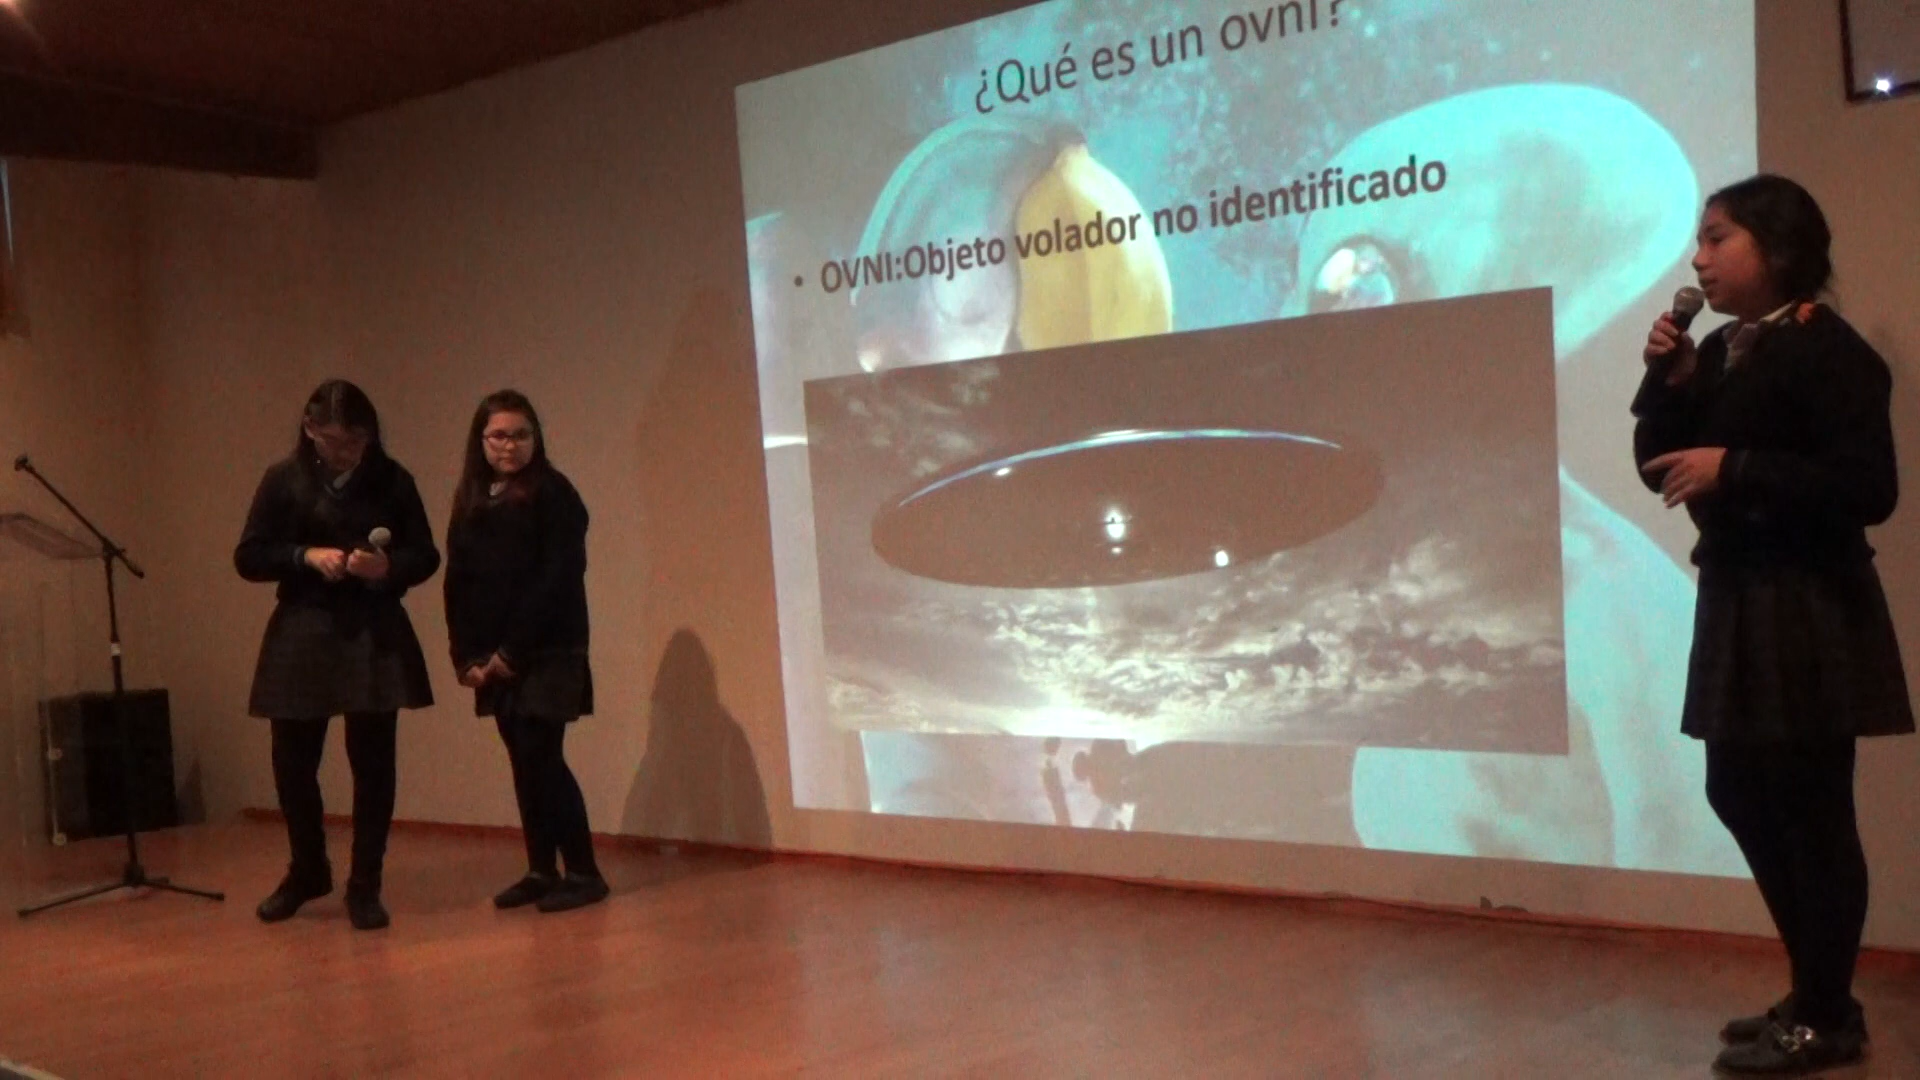 ¿Qué es un ovni?
• OVNI:Objeto volador no identificado